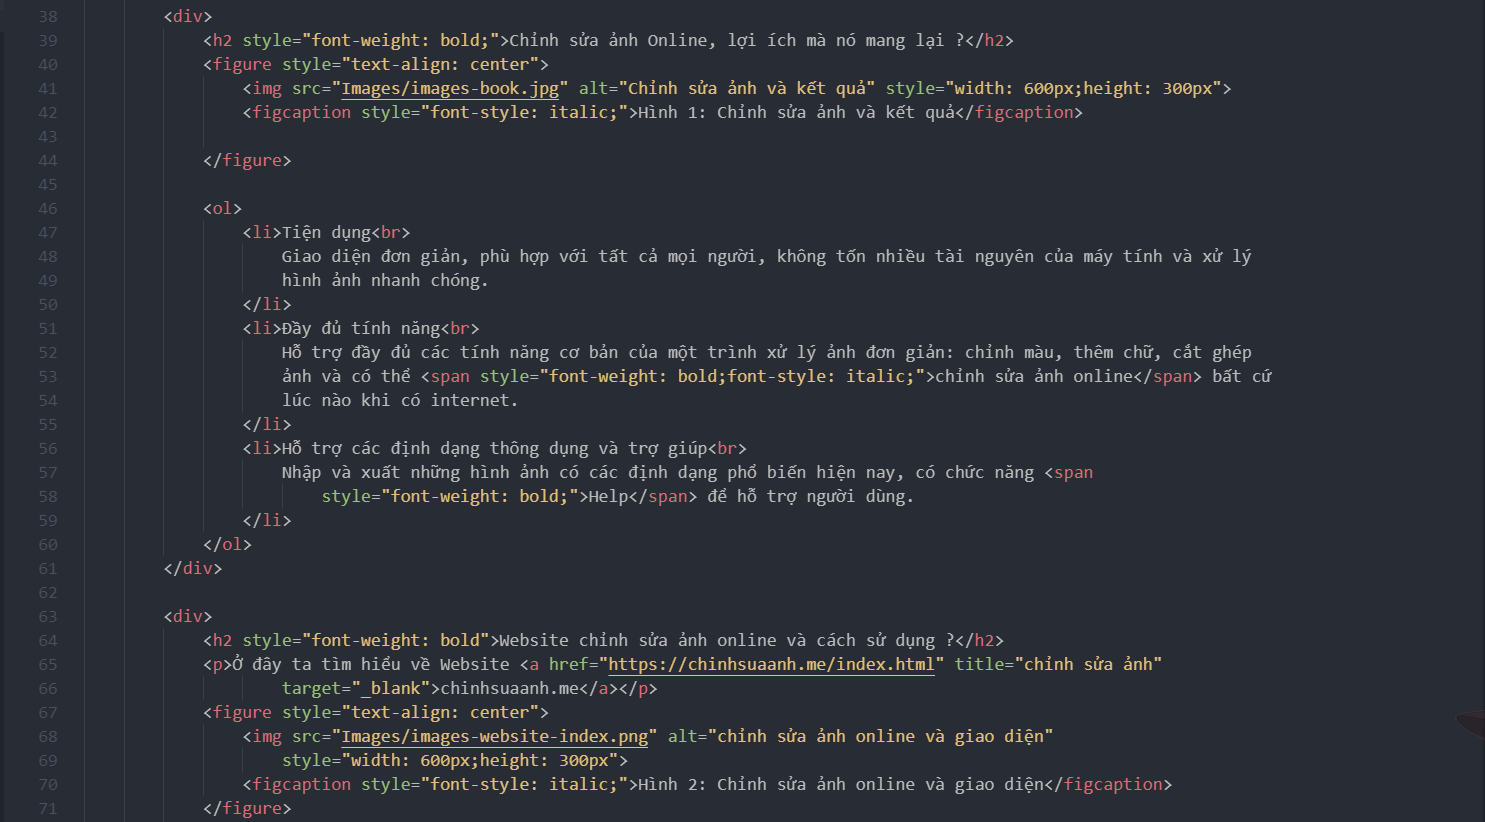 38 <div>
39 <h2 style="font-weight: bold;">Chỉnh sửa ảnh Online, lợi ích mà nó mang lại ?</h2>
40 <figure style="text-align: center">
41 <img src="Images/images-book.jpg" alt="Chỉnh sửa ảnh và kết quả" style="width: 600px;height: 300px">
42 <figcaption style="font-style: italic;">Hình 1: Chỉnh sửa ảnh và kết quả</figcaption>
43
44 </figure>
45
46 <ol>
47 <li>Tiện dụng<br>
48 Giao diện đơn giản, phù hợp với tất cả mọi người, không tốn nhiều tài nguyên của máy tính và xử lý
49 hình ảnh nhanh chóng.
50 </li>
51 <li>Đầy đủ tính năng<br>
52 Hỗ trợ đầy đủ các tính năng cơ bản của một trình xử lý ảnh đơn giản: chỉnh màu, thêm chữ, cắt ghép
53 ảnh và có thể <span style="font-weight: bold;font-style: italic;">chỉnh sửa ảnh online</span> bất cứ
54 lúc nào khi có internet.
55 </li>
56 <li>Hỗ trợ các định dạng thông dụng và trợ giúp<br>
57 Nhập và xuất những hình ảnh có các định dạng phổ biến hiện nay, có chức năng <span
58 style="font-weight: bold;">Help</span> để hỗ trợ người dùng.
59 </li>
60 </ol>
61 </div>
62
63 <div>
64 <h2 style="font-weight: bold">Website chỉnh sửa ảnh online và cách sử dụng ?</h2>
65 <p>Ở đây ta tìm hiểu về Website <a href="https://chinhsuaanh.me/index.html" title="chỉnh sửa ảnh"
66 target="_blank">chinhsuaanh.me</a></p>
67 <figure style="text-align: center">
68 <img src="Images/images-website-index.png" alt="chỉnh sửa ảnh online và giao diện"
69 style="width: 600px;height: 300px">
70 <figcaption style="font-style: italic;">Hình 2: Chỉnh sửa ảnh online và giao diện</figcaption>
71 </figure>